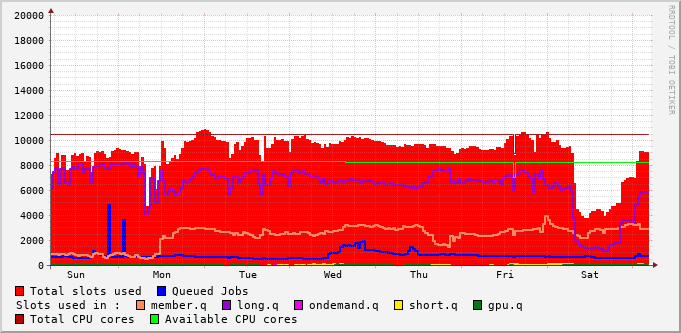 RRDTOOL / TOBI OETIKER
20000
18000
16000
14000
12000
10000
8000
6000
4000
2000
0
Sun Mon Tue Wed Thu Fri Sat
Total slots used Queued Jobs
Slots used in : member.q long.q ondemand.q short.q gpu.q
Total CPU cores Available CPU cores